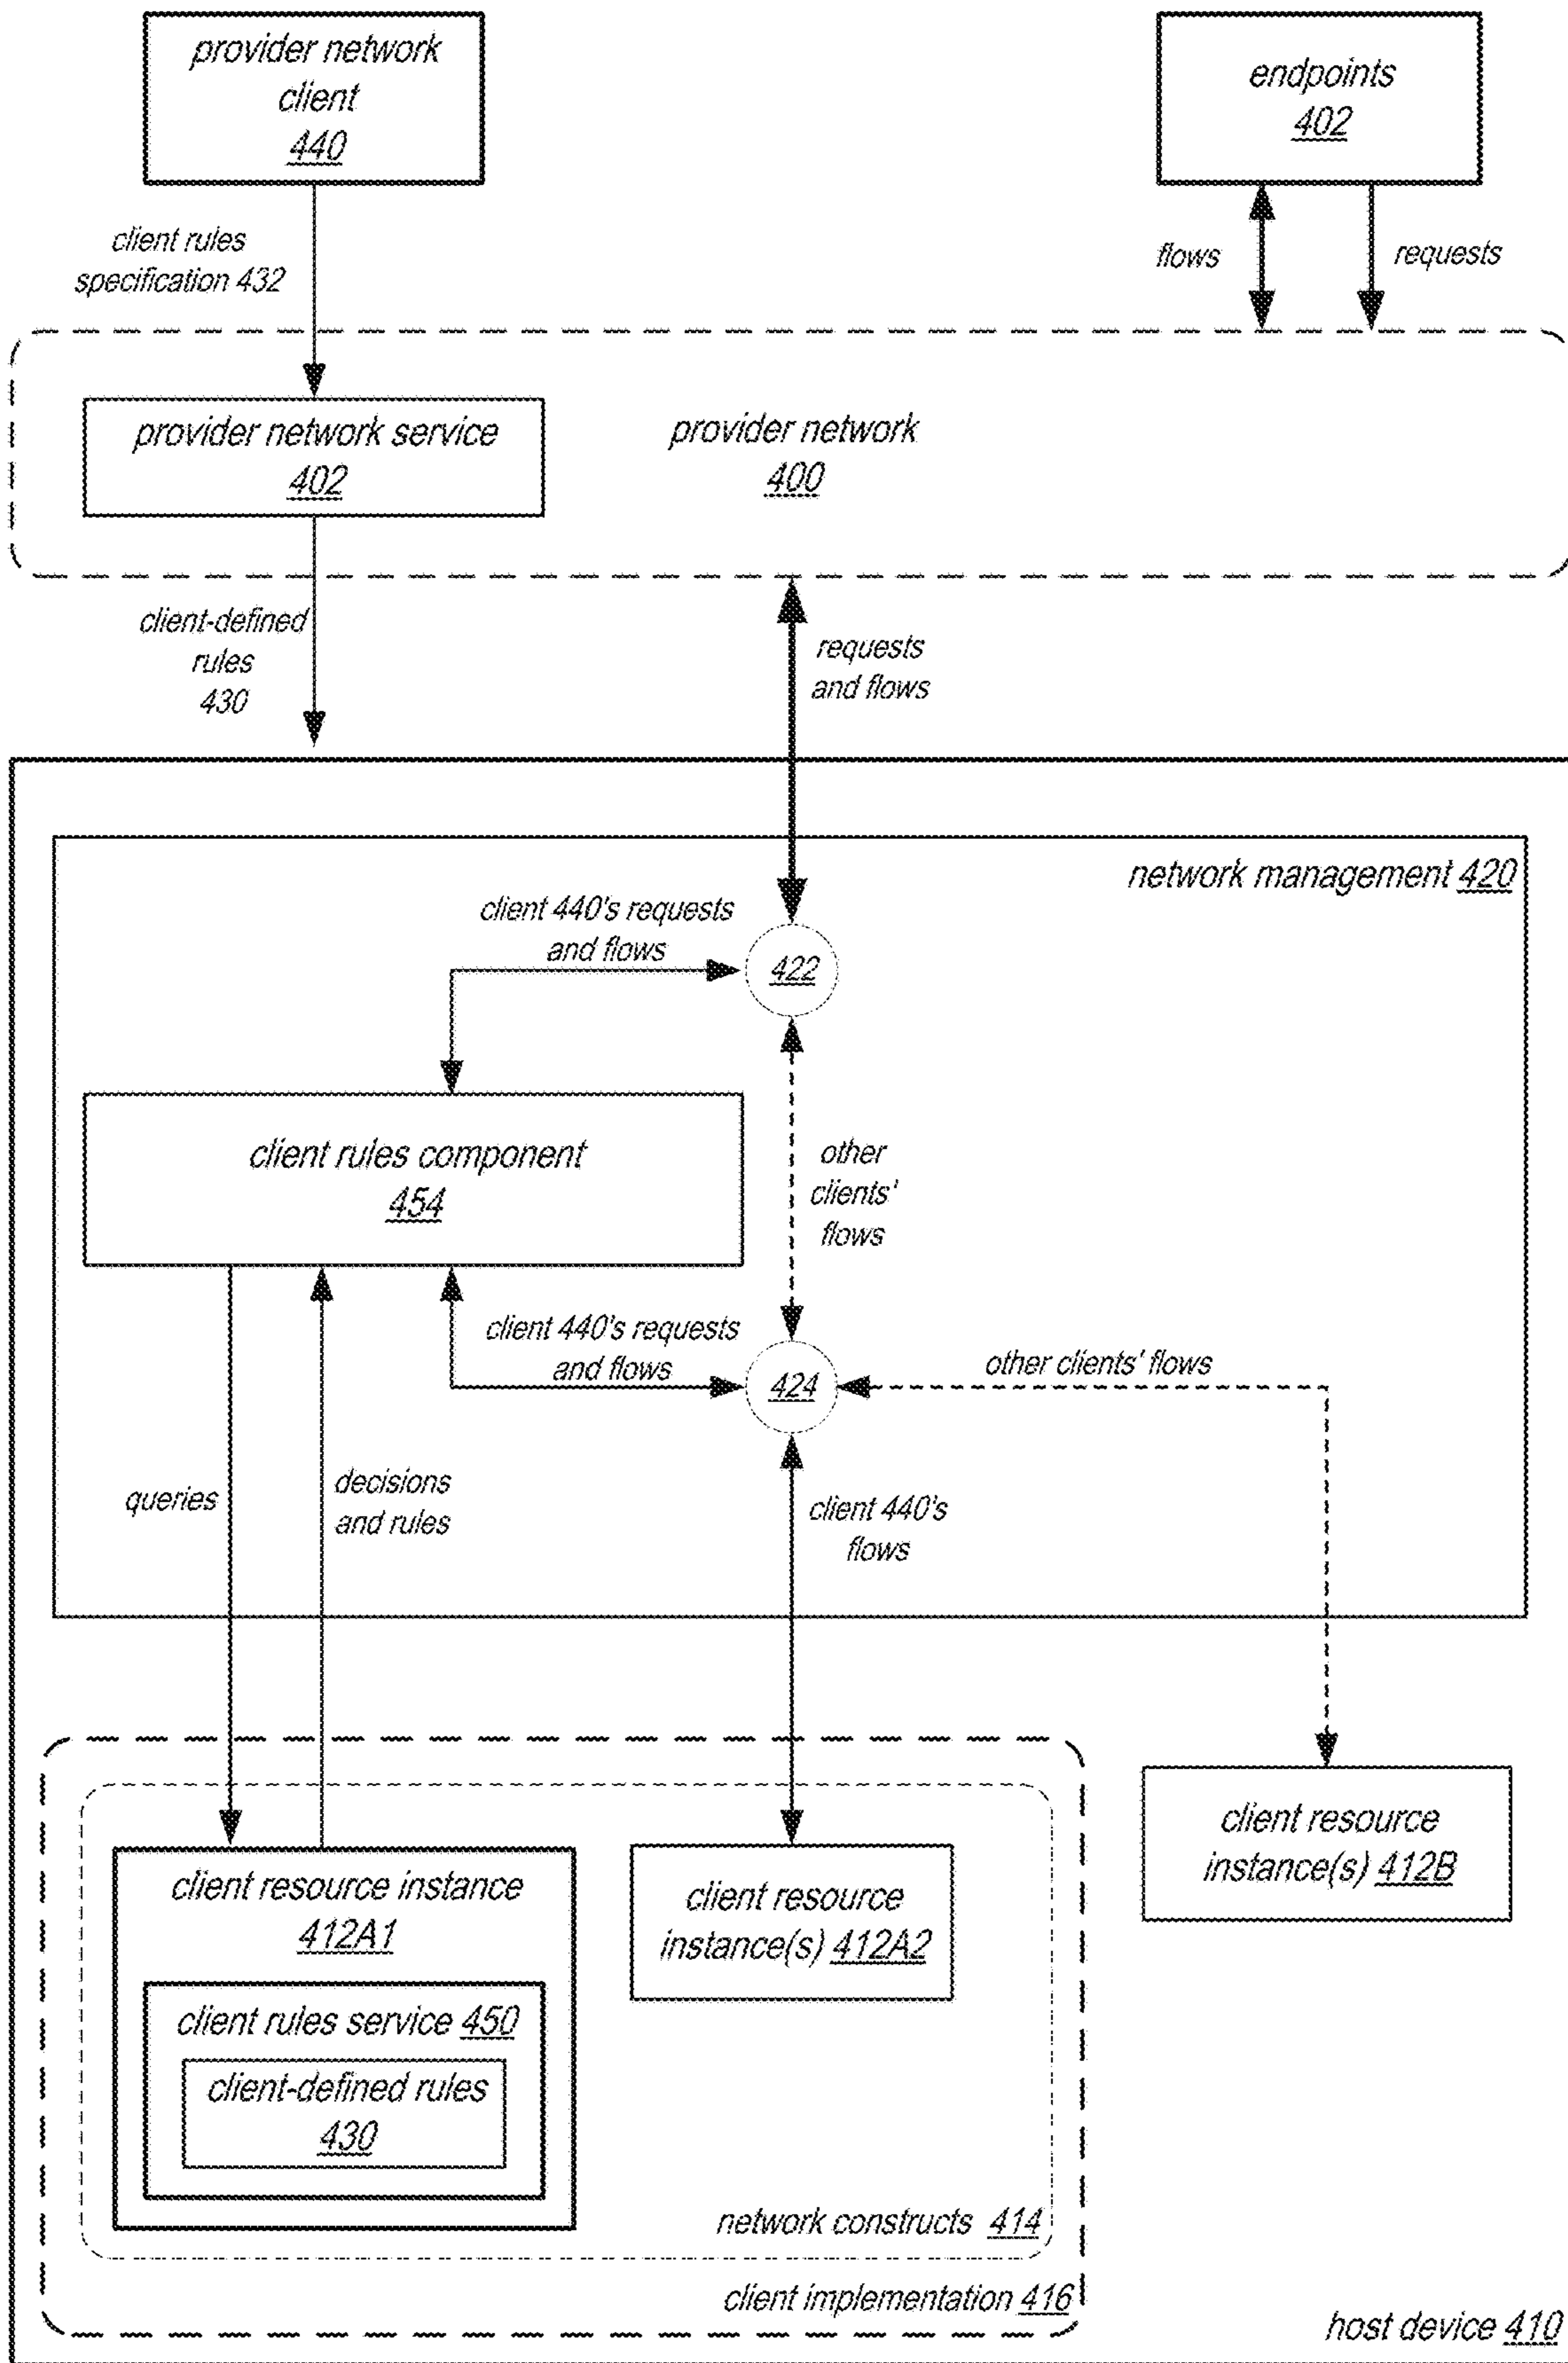 provider network
client
440
endpoints
402
client rules
specification 432
flows
requests
provider network service
402
provider network
400
client-defined
rules
430
requests
and flows
network management 420
client 440's requests
and flows
422
client rules component
454
other
clients'
flows
client 440's requests
and flows
424
other clients' flows
queries
decisions
and rules
client 440's
flows
client resource instance
412A1
client rules service 450
client-defined rules
430
client resource
instance(s) 412A2
client resource
instance(s) 412B
network constructs 414
client implementation 416
host device 410